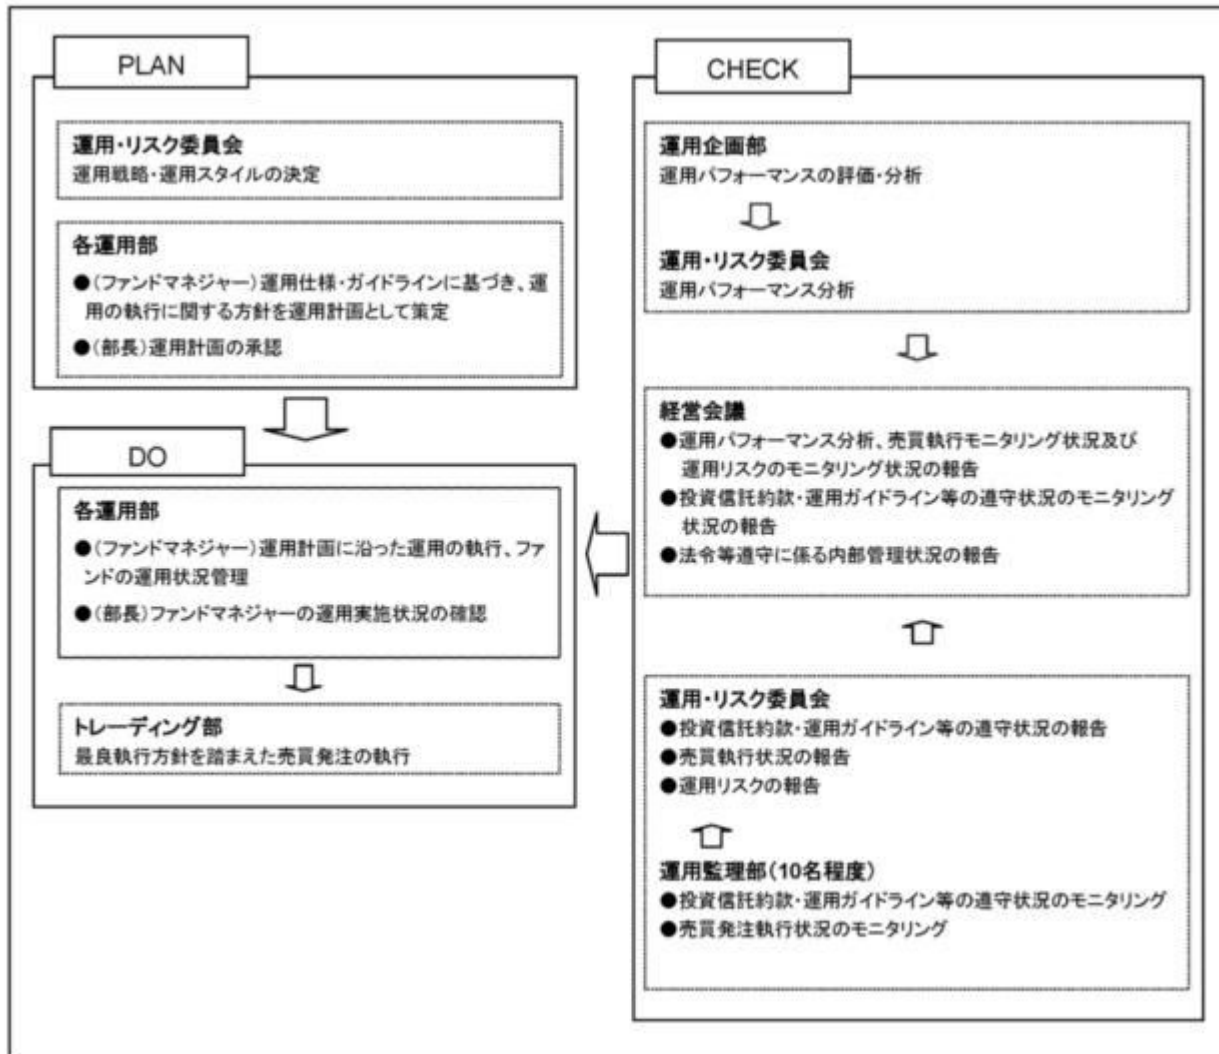 PLAN
運用・リスク委員会
運用戦略・運用スタイルの決定
各運用部
●(ファンドマネジャー)運用仕様・ガイドラインに基づき、運
用の執行に関する方針を運用計画として策定
●(部長)運用計画の承認
DO
各運用部
●(ファンドマネジャー)運用計画に沿った運用の執行、ファ
ンドの運用状況管理
●(部長)ファンドマネジャーの運用実施状況の確認
トレーディング部
最良執行方針を踏まえた売買発注の執行
CHECK
運用企画部
運用パフォーマンスの評価・分析
運用・リスク委員会
運用パフォーマンス分析
経営会議
●運用パフォーマンス分析、売買執行モニタリング状況及び
運用リスクのモニタリング状況の報告
●投資信託約款・運用ガイドライン等の遵守状況のモニタリング
状況の報告
●法令等遵守に係る内部管理状況の報告
運用・リスク委員会
●投資信託約款・運用ガイドライン等の遵守状況の報告
●売買執行状況の報告
●運用リスクの報告
運用監理部(10名程度)
●投資信託約款・運用ガイドライン等の遵守状況のモニタリング
●売買発注執行状況のモニタリング